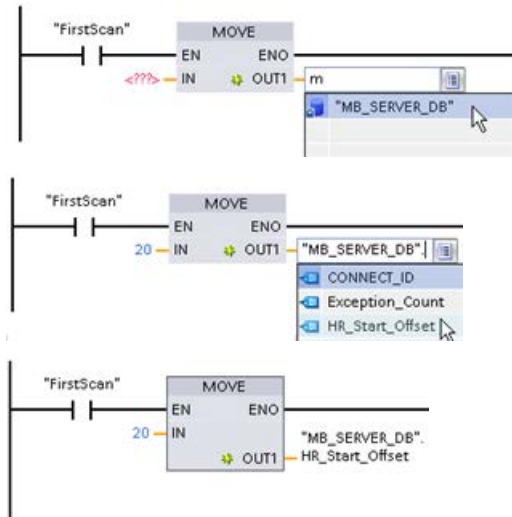 "FirstScan"
MOVE
EN ENO
<???> IN OUT1 m
"MB_SERVER_DB"
"FirstScan"
MOVE
EN ENO
20 IN OUT1 "MB_SERVER_DB".
CONNECT_ID
Exception_Count
HR_Start_Offset
"FirstScan"
MOVE
EN ENO
20 IN
"MB_SERVER_DB".
OUT1 HR_Start_Offset